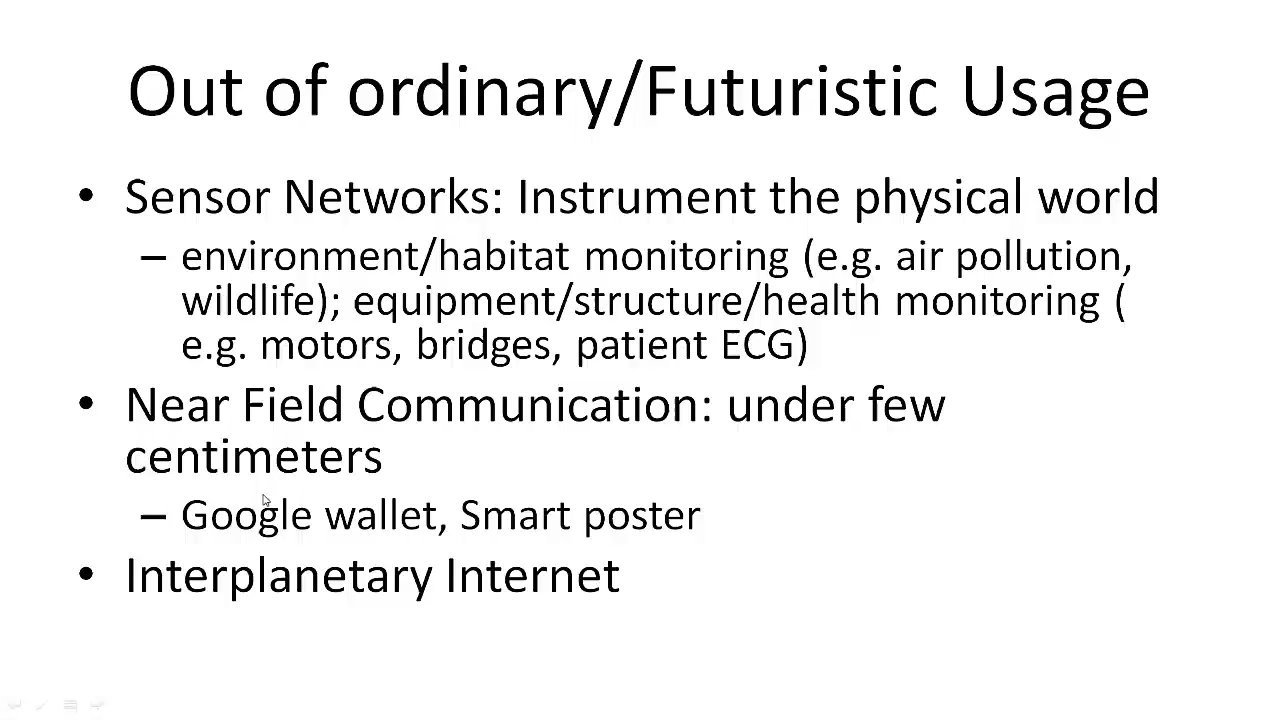 Out of ordinary/Futuristic Usage
• Sensor Networks: Instrument the physical world
– environment/habitat monitoring (e.g. air pollution,
wildlife); equipment/structure/health monitoring (
e.g. motors, bridges, patient ECG)
• Near Field Communication: under few
centimeters
– Google wallet, Smart poster
• Interplanetary Internet